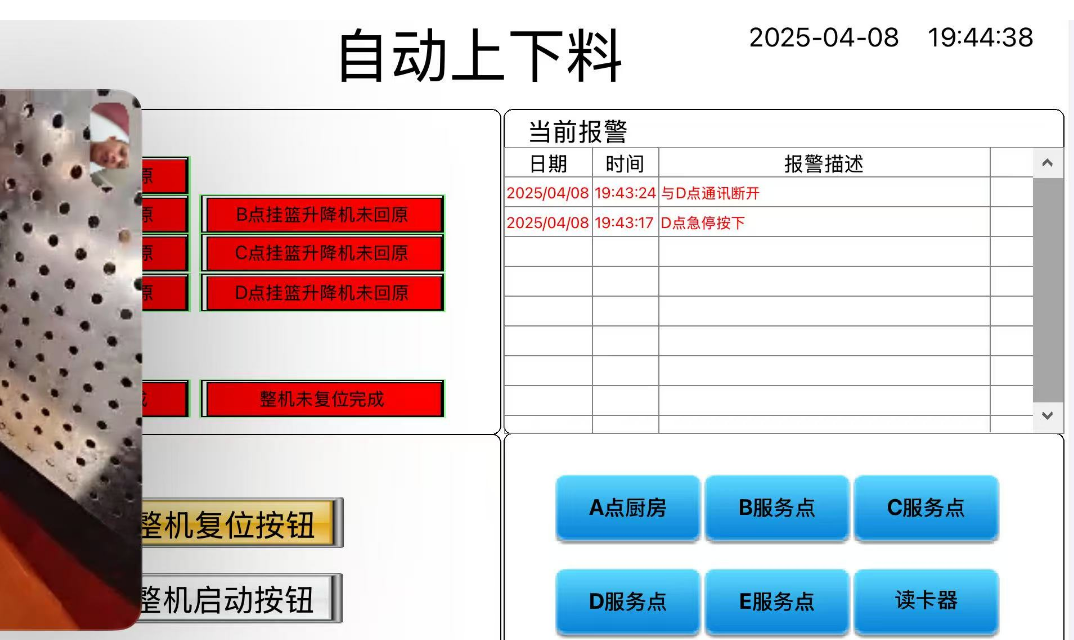 自动上下料
2025-04-08 19:44:38
当前报警
日期 时间 报警描述
2025/04/08 19:43:24 与D点通讯断开
2025/04/08 19:43:17 D点急停按下
原
原 B点挂篮升降机未回原
原 C点挂篮升降机未回原
原 D点挂篮升降机未回原
整机未复位完成
整机复位按钮
整机启动按钮
A点厨房 B服务点 C服务点
D服务点 E服务点 读卡器